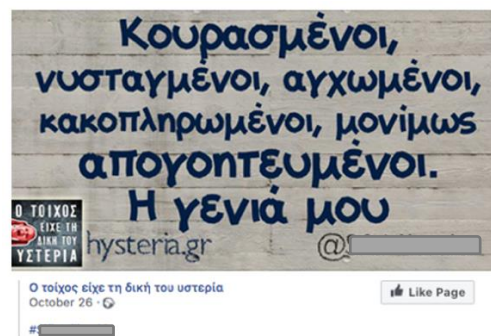 Κουρασμένοι,
νυσταγμένοι, αγχωμένοι,
κακοπληρωμένοι, μονίμως
απογοητευμένοι.
Η γενιά μου
Ο ΤΟΙΧΟΣ
ΕΙΧΕ ΤΗ
ΔΙΚΗ ΤΟΥ
ΥΣΤΕΡΙΑ
hysteria.gr
@
Ο τοίχος είχε τη δική του υστερία
October 26 ·
Like Page
#